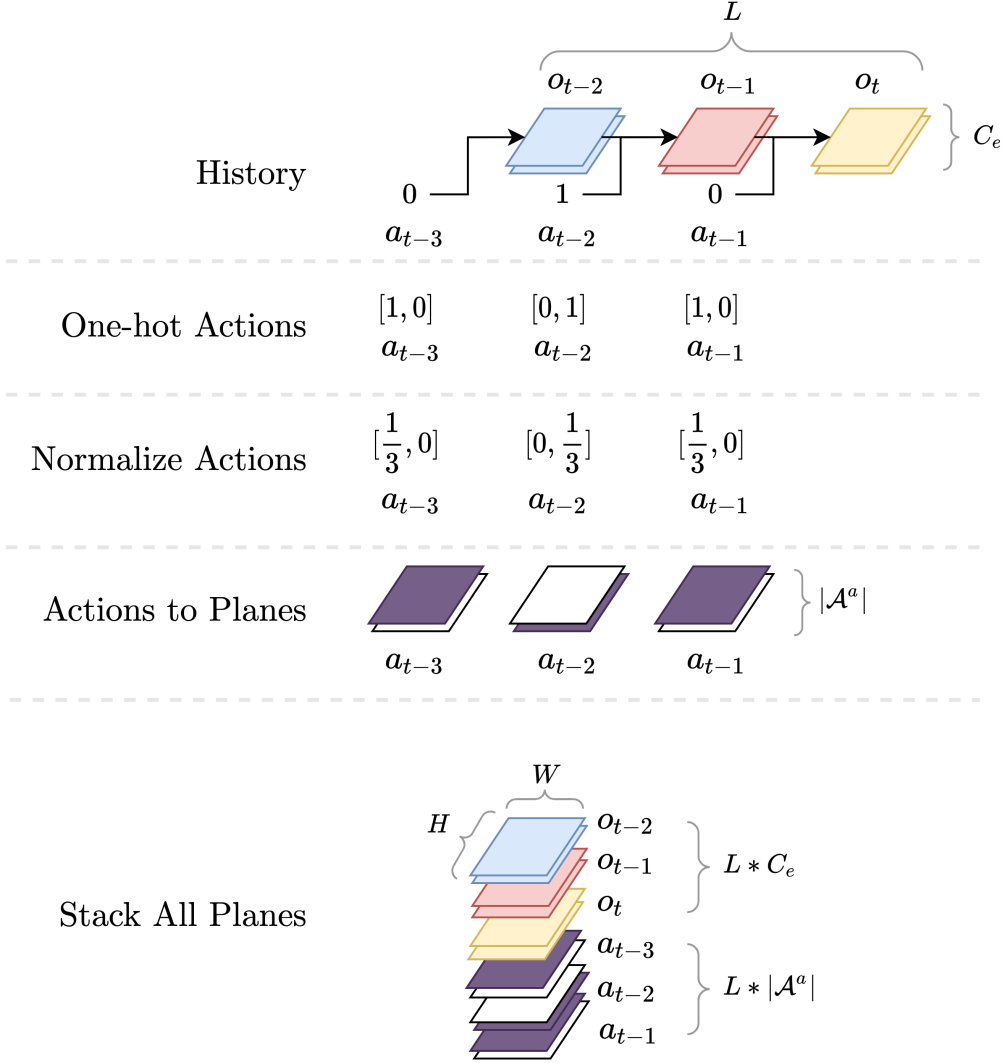 L
o_{t−2} o_{t−1} o_t
C_e
History
0 1 0
a_{t−3} a_{t−2} a_{t−1}
One-hot Actions
[1, 0] [0, 1] [1, 0]
a_{t−3} a_{t−2} a_{t−1}
Normalize Actions
[1/3, 0] [0, 1/3] [1/3, 0]
a_{t−3} a_{t−2} a_{t−1}
Actions to Planes
|𝒜^a|
a_{t−3} a_{t−2} a_{t−1}
Stack All Planes
W
H
o_{t−2}
o_{t−1}
o_t
L ∗ C_e
a_{t−3}
a_{t−2}
a_{t−1}
L ∗ |𝒜^a|